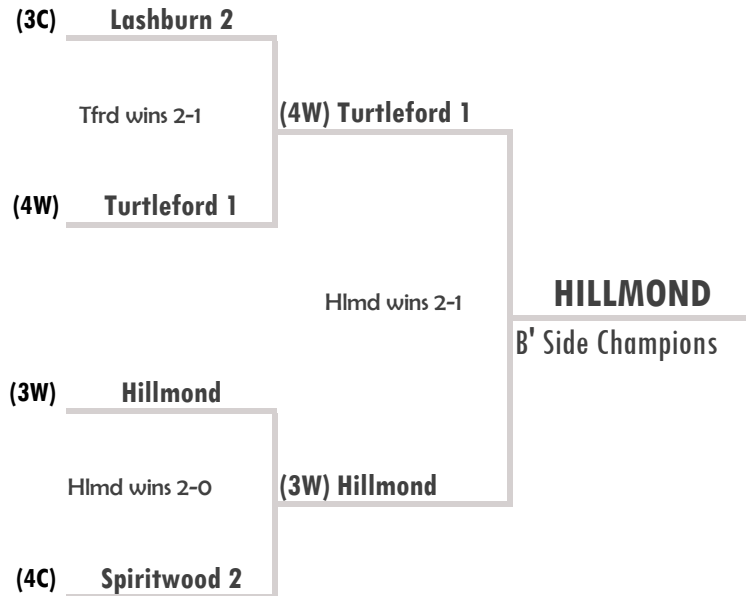 (3C) Lashburn 2
Tfrd wins 2-1
(4W) Turtleford 1
(4W) Turtleford 1
Hlmd wins 2-1
HILLMOND
B' Side Champions
(3W) Hillmond
Hlmd wins 2-0
(3W) Hillmond
(4C) Spiritwood 2